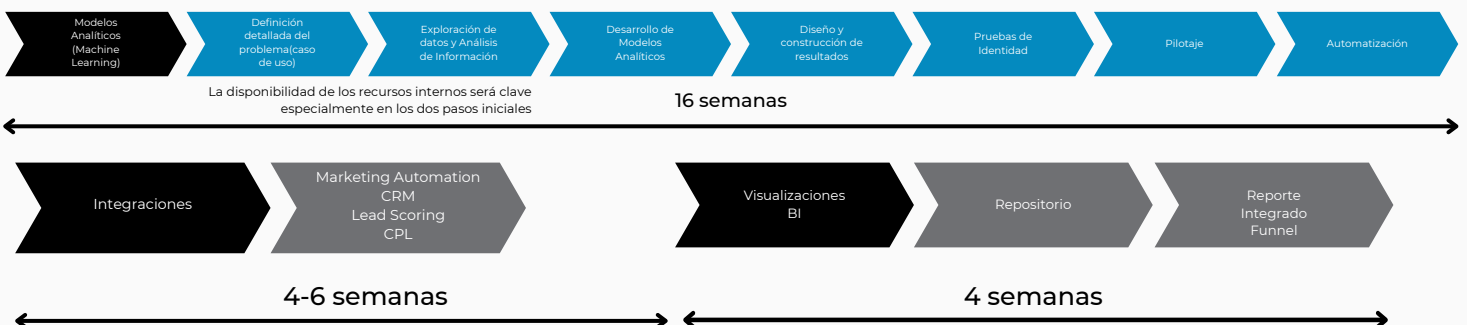 Modelos
Analíticos
(Machine
Learning)
Definición
detallada del
problema(caso
de uso)
Exploración de
datos y Análisis
de Información
Desarrollo de
Modelos
Analíticos
Diseño y
construcción de
resultados
Pruebas de
Identidad
Pilotaje
Automatización
La disponibilidad de los recursos internos será clave
especialmente en los dos pasos iniciales
16 semanas
Integraciones
Marketing Automation
CRM
Lead Scoring
CPL
Visualizaciones
BI
Repositorio
Reporte
Integrado
Funnel
4-6 semanas
4 semanas